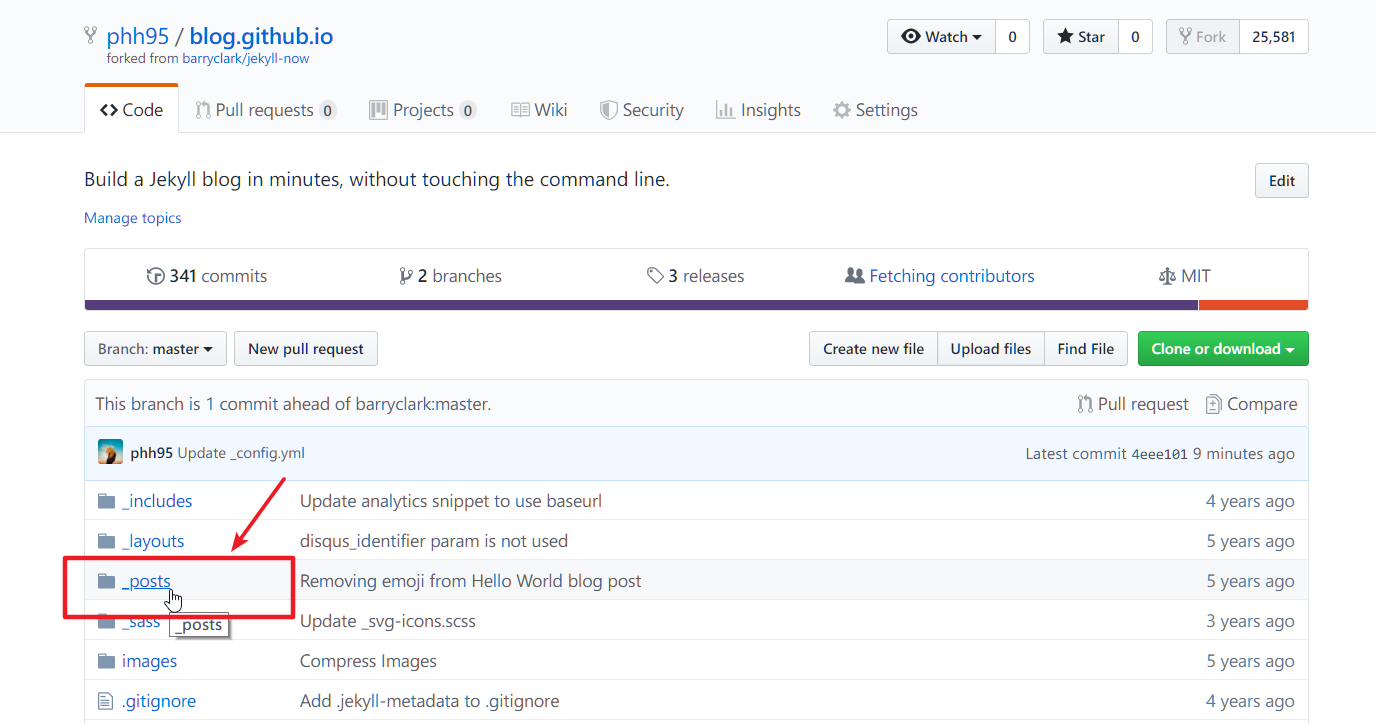 phh95 / blog.github.io
forked from barryclark/jekyll-now
Watch 0 Star 0 Fork 25,581
Code Pull requests 0 Projects 0 Wiki Security Insights Settings
Build a Jekyll blog in minutes, without touching the command line. Edit
Manage topics
341 commits 2 branches 3 releases Fetching contributors MIT
Branch: master New pull request Create new file Upload files Find File Clone or download
This branch is 1 commit ahead of barryclark:master. Pull request Compare
phh95 Update _config.yml Latest commit 4eee101 9 minutes ago
_includes Update analytics snippet to use baseurl 4 years ago
_layouts disqus_identifier param is not used 5 years ago
_posts Removing emoji from Hello World blog post 5 years ago
_sass Update _svg-icons.scss 3 years ago
_posts
images Compress Images 5 years ago
.gitignore Add .jekyll-metadata to .gitignore 4 years ago